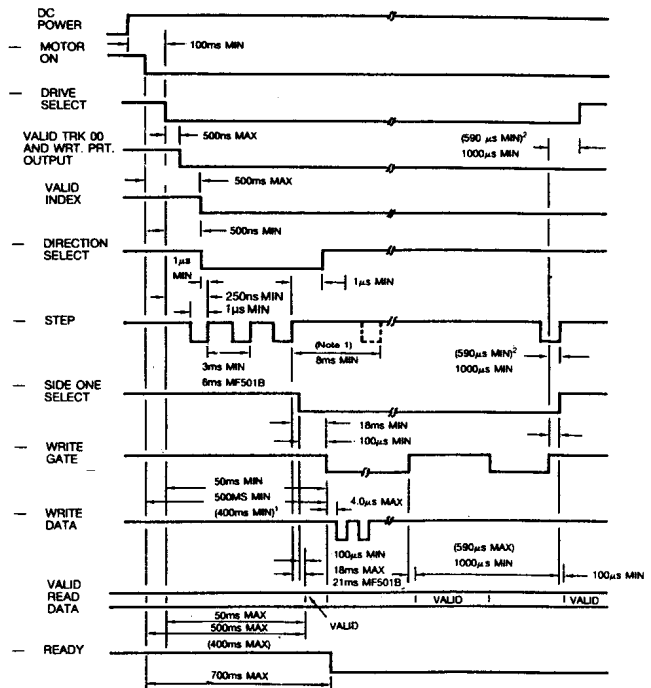 DC
POWER
100ms MIN
— MOTOR
ON
— DRIVE
SELECT
500ns MAX
(590 µs MIN)²
1000µs MIN
VALID TRK 00
AND WRT. PRT.
OUTPUT
500ms MAX
VALID
INDEX
500ns MIN
— DIRECTION
SELECT
1µs
MIN
1µs MIN
250ns MIN
1µs MIN
— STEP
(Note 1)
8ms MIN
(590µs MIN)²
1000µs MIN
3ms MIN
6ms MF501B
— SIDE ONE
SELECT
18ms MIN
100µs MIN
— WRITE
GATE
50ms MIN
500MS MIN
(400ms MIN)¹
4.0µs MAX
— WRITE
DATA
100µs MIN
18ms MAX
21ms MF501B
(590µs MAX)
1000µs MIN
100µs MIN
VALID
READ
DATA
VALID
VALID
VALID
50ms MAX
500ms MAX
(400ms MAX)
— READY
700ms MAX